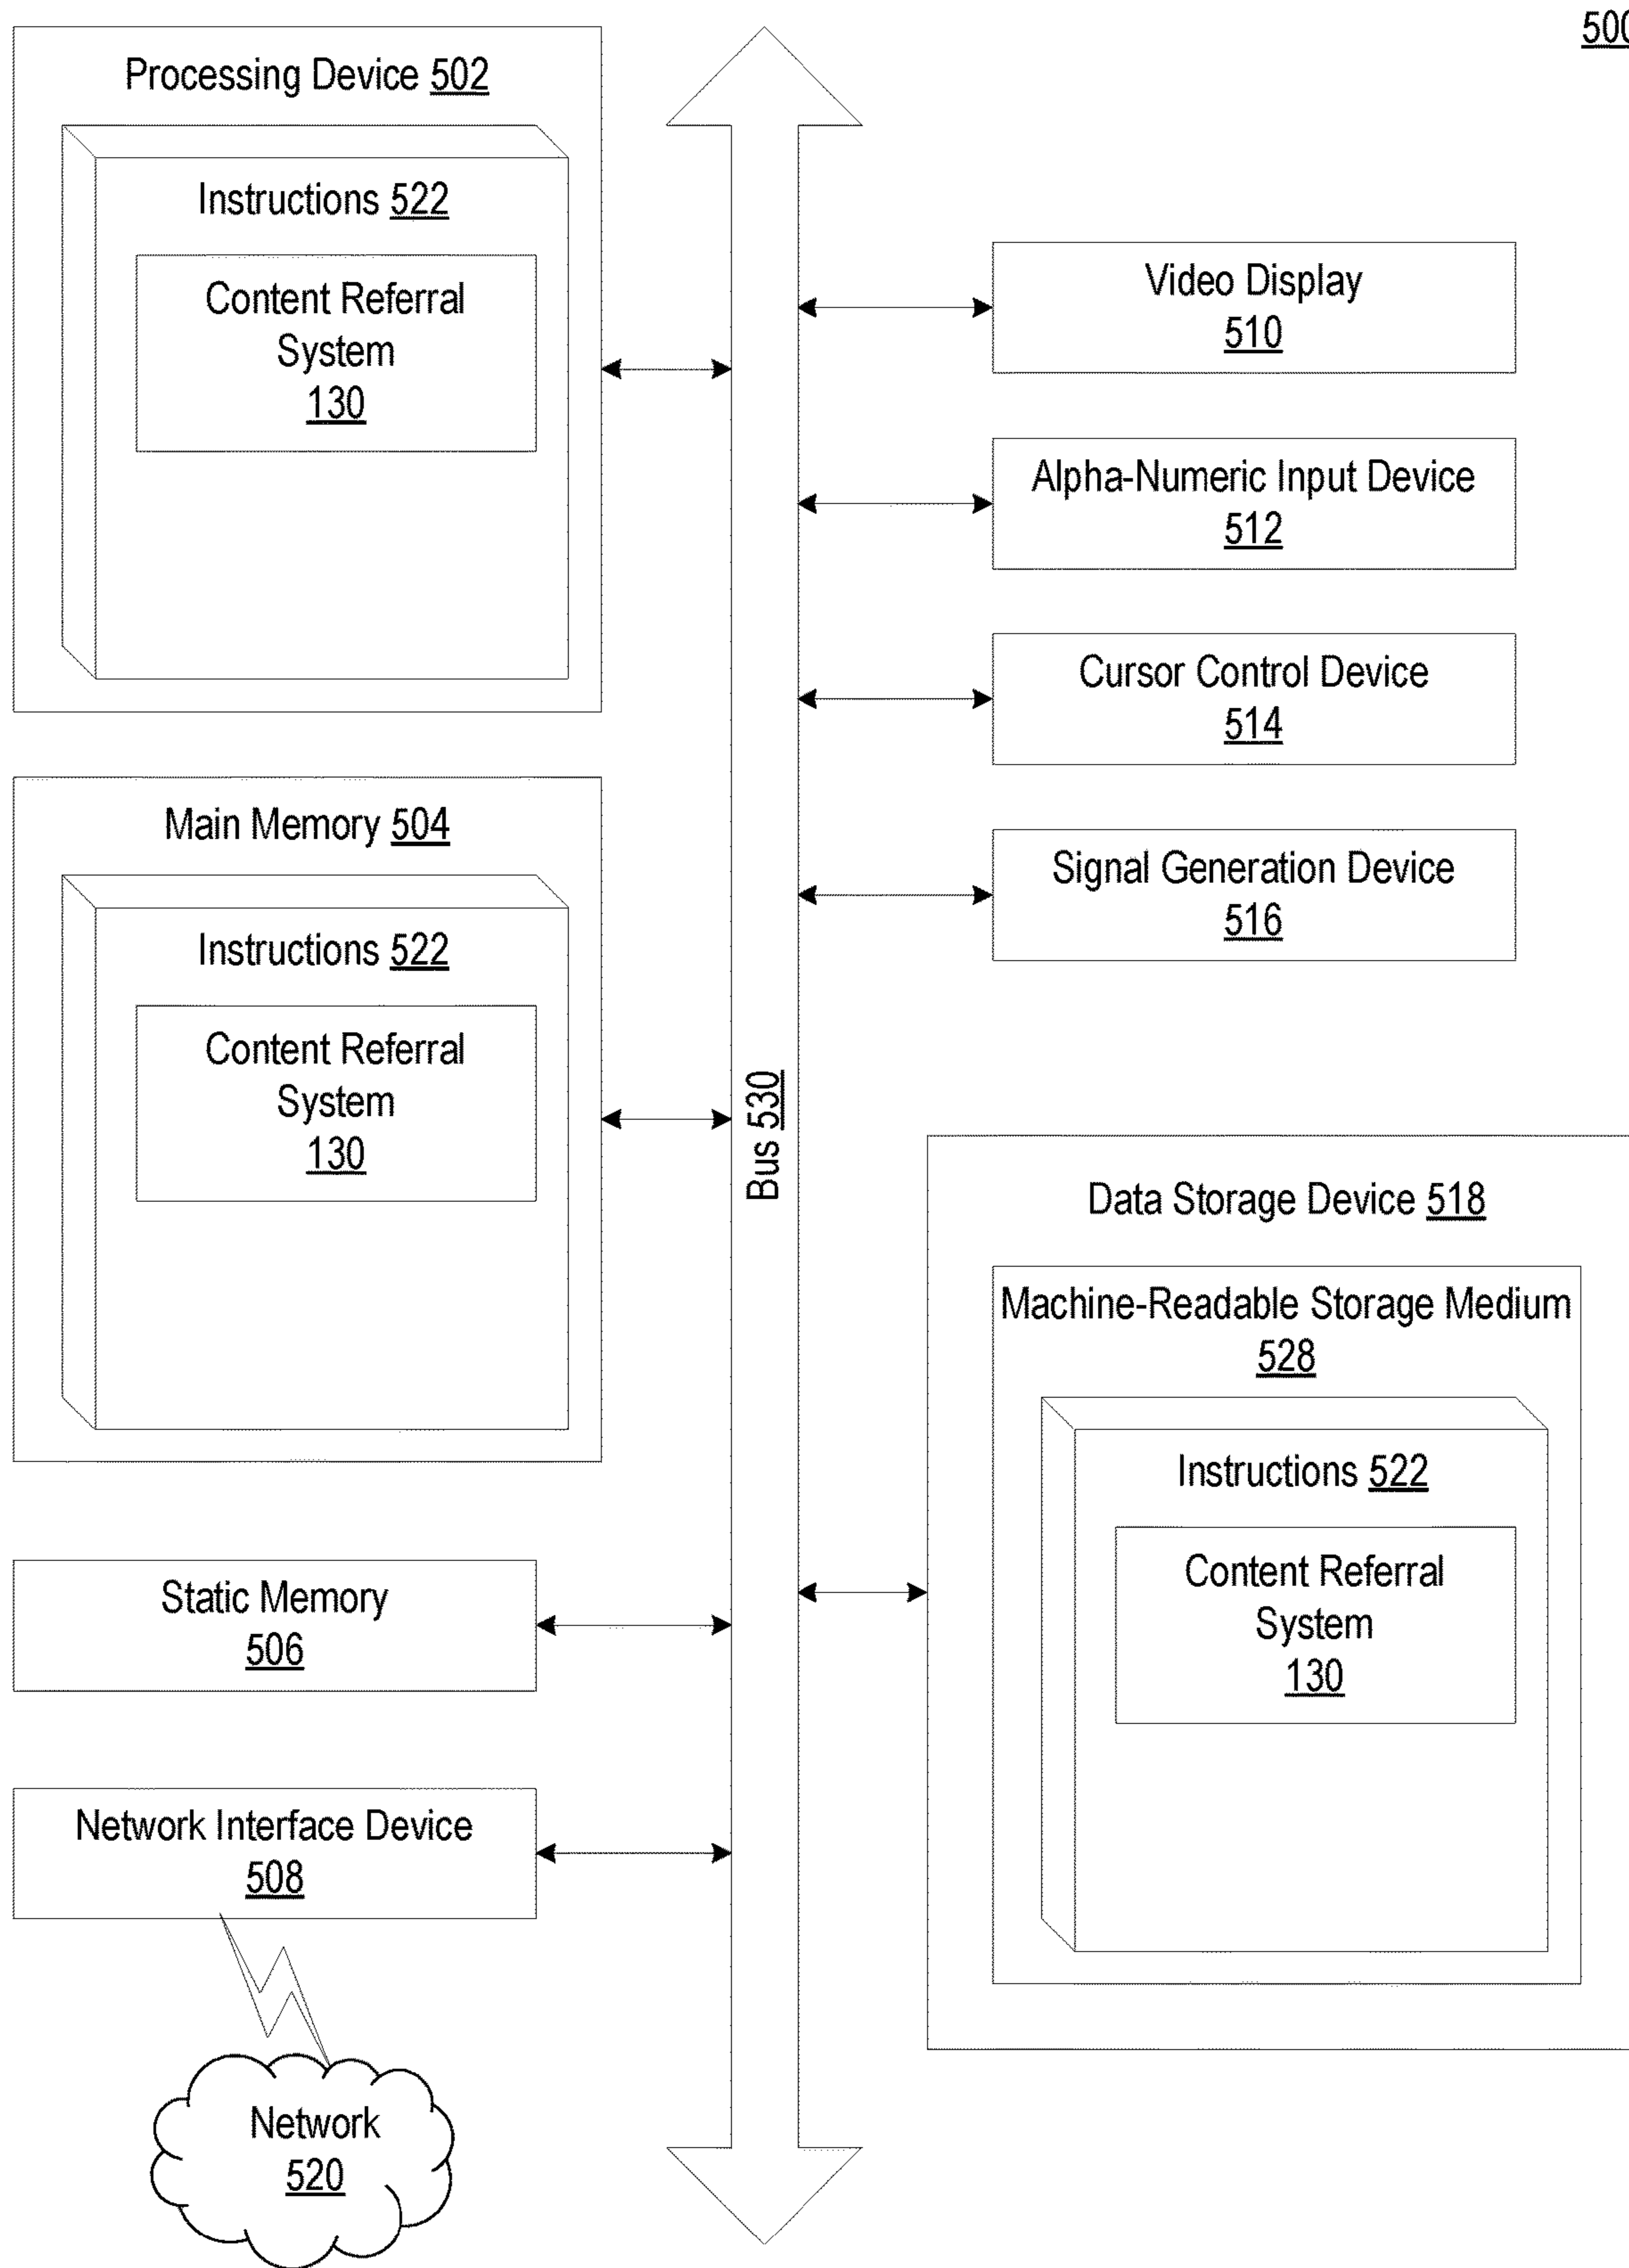 500
Processing Device 502
Instructions 522
Content Referral
System
130
Main Memory 504
Instructions 522
Content Referral
System
130
Static Memory
506
Network Interface Device
508
Network
520
Bus 530
Video Display
510
Alpha-Numeric Input Device
512
Cursor Control Device
514
Signal Generation Device
516
Data Storage Device 518
Machine-Readable Storage Medium
528
Instructions 522
Content Referral
System
130